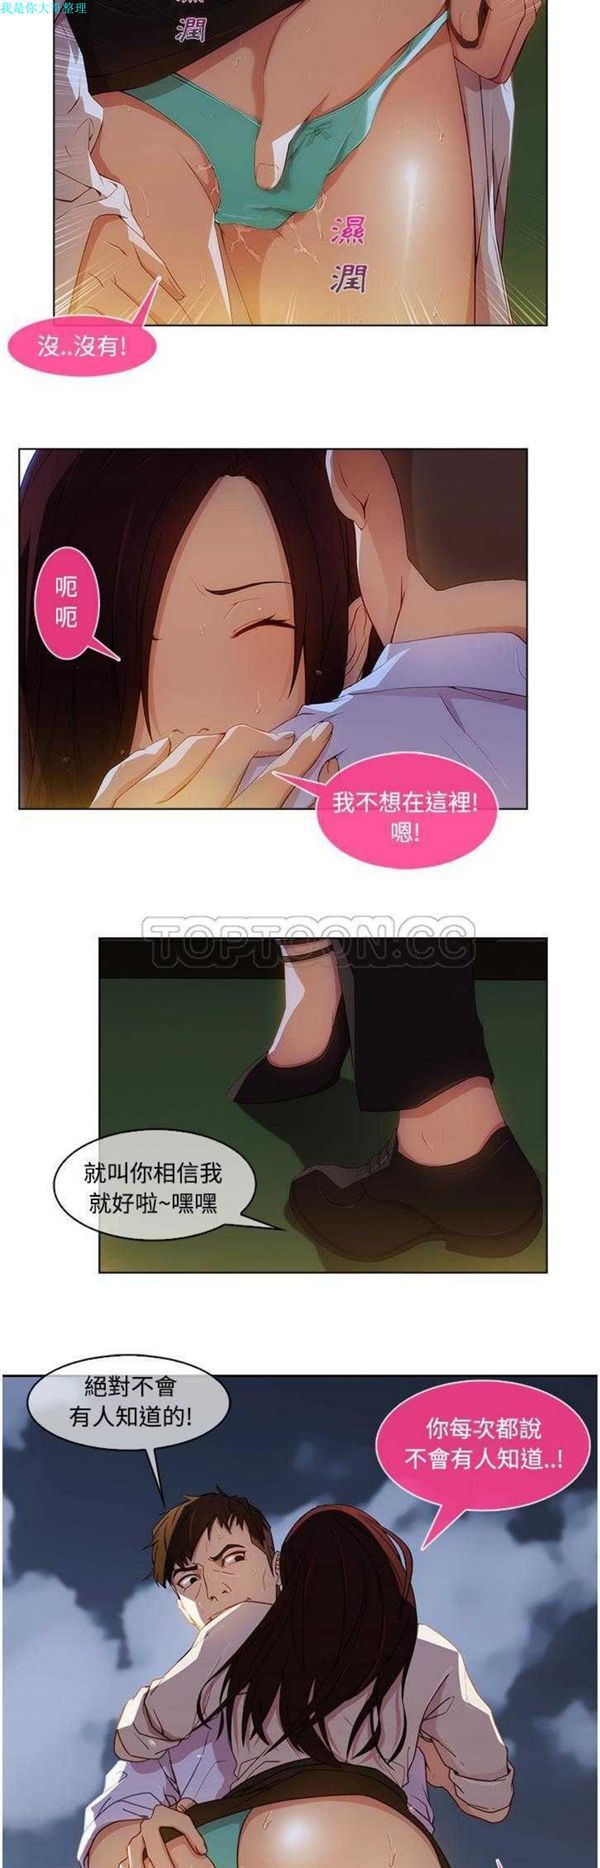 我是你大哥整理
濕
潤
濕
潤
沒..沒有!
呃
呃
我不想在這裡!
嗯!
TOPTOON.CC
就叫你相信我
就好啦~嘿嘿
絕對不會
有人知道的!
你每次都說
不會有人知道..!